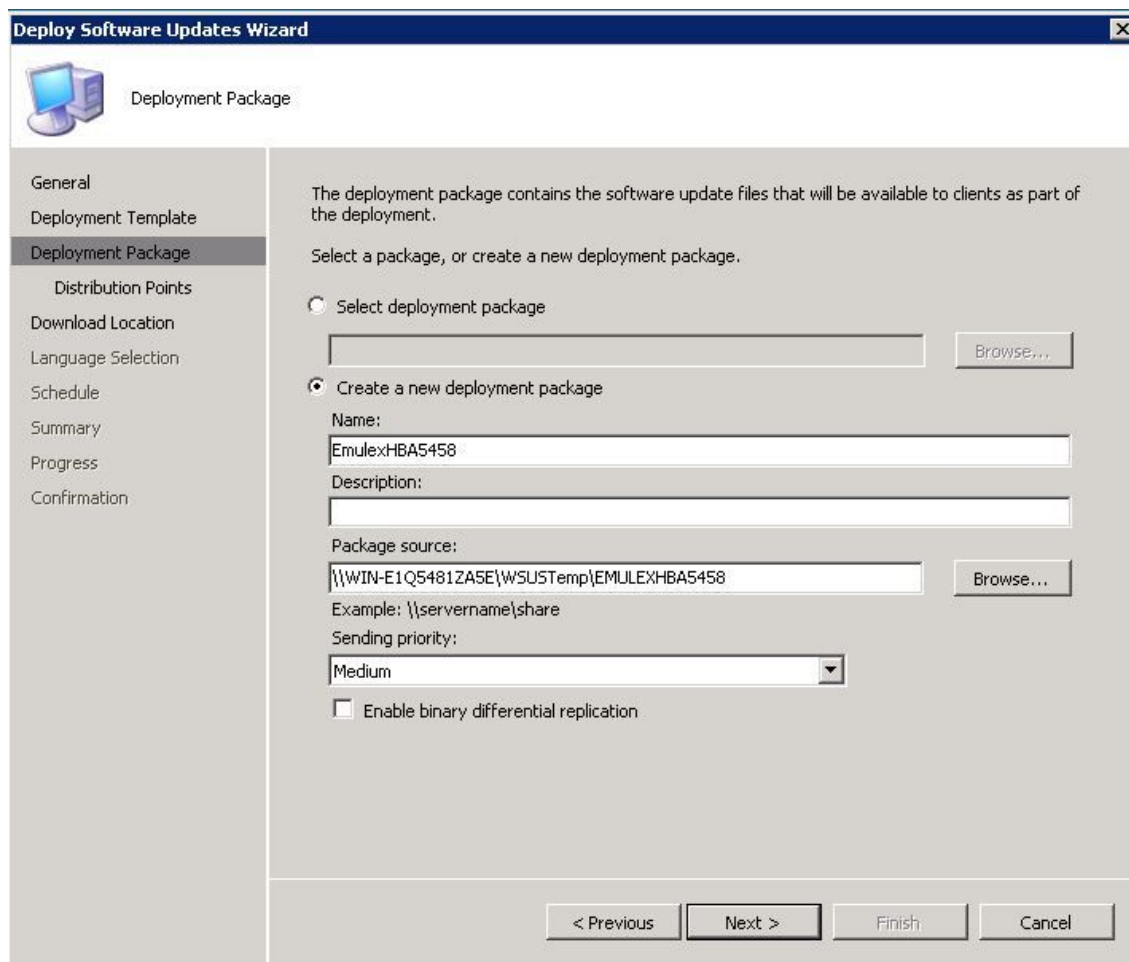 Deploy Software Updates Wizard
Deployment Package
General
Deployment Template
Deployment Package
Distribution Points
Download Location
Language Selection
Schedule
Summary
Progress
Confirmation
The deployment package contains the software update files that will be available to clients as part of
the deployment.
Select a package, or create a new deployment package.
Select deployment package
Browse...
Create a new deployment package
Name:
EmulexHBA5458
Description:
Package source:
\\WIN-E1Q5481ZA5E\WSUSTemp\EMULEXHBA5458
Browse...
Example: \\servername\share
Sending priority:
Medium
Enable binary differential replication
< Previous
Next >
Finish
Cancel